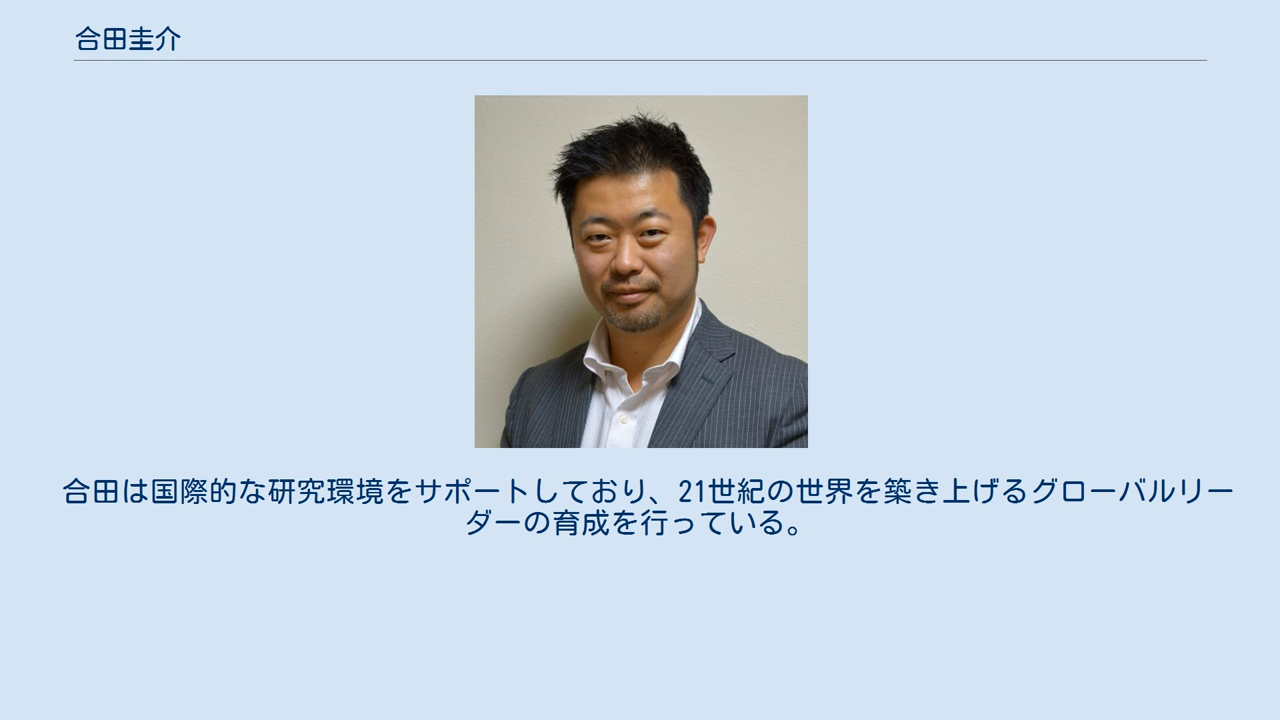 合田圭介
合田は国際的な研究環境をサポートしており、21世紀の世界を築き上げるグローバルリー
ダーの育成を行っている。